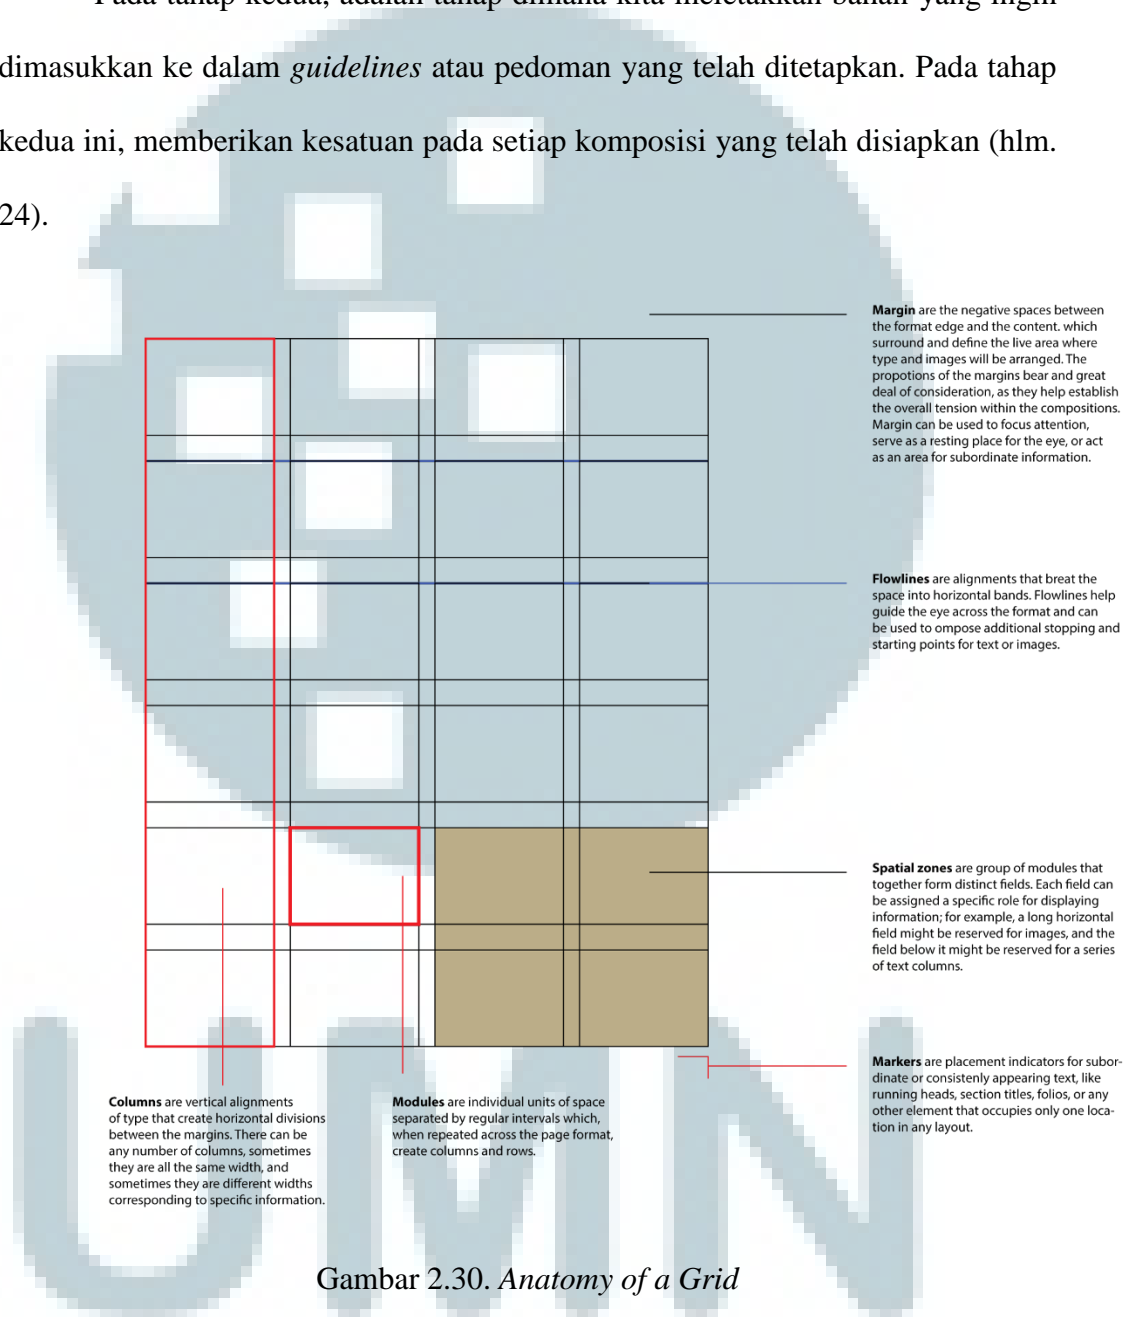 Pada tahap kedua, adalah tahap dimana kita meletakkan bahan yang ingin
dimasukkan ke dalam guidelines atau pedoman yang telah ditetapkan. Pada tahap
kedua ini, memberikan kesatuan pada setiap komposisi yang telah disiapkan (hlm.
24).
Margin are the negative spaces between
the format edge and the content. which
surround and define the live area where
type and images will be arranged. The
propotions of the margins bear and great
deal of consideration, as they help establish
the overall tension within the compositions.
Margin can be used to focus attention,
serve as a resting place for the eye, or act
as an area for subordinate information.
Flowlines are alignments that breat the
space into horizontal bands. Flowlines help
guide the eye across the format and can
be used to ompose additional stopping and
starting points for text or images.
Spatial zones are group of modules that
together form distinct fields. Each field can
be assigned a specific role for displaying
information; for example, a long horizontal
field might be reserved for images, and the
field below it might be reserved for a series
of text columns.
Markers are placement indicators for subor-
dinate or consistenly appearing text, like
running heads, section titles, folios, or any
other element that occupies only one loca-
tion in any layout.
Columns are vertical alignments
of type that create horizontal divisions
between the margins. There can be
any number of columns, sometimes
they are all the same width, and
sometimes they are different widths
corresponding to specific information.
Modules are individual units of space
separated by regular intervals which,
when repeated across the page format,
create columns and rows.
UMN
Gambar 2.30. Anatomy of a Grid